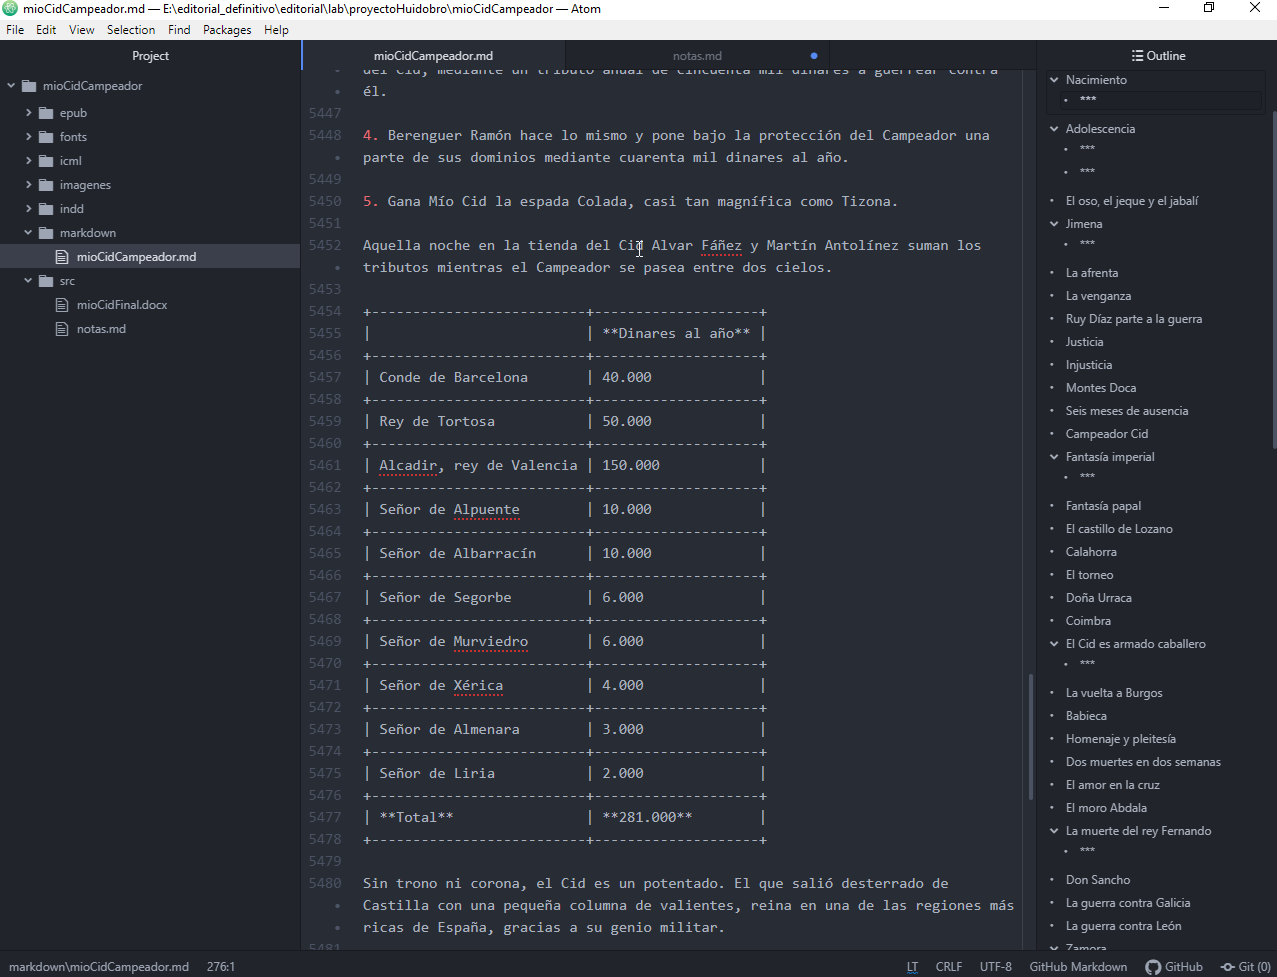 mioCidCampeador.md — E:\editorial_definitivo\editorial\lab\proyectoHuidobro\mioCidCampeador — Atom
File Edit View Selection Find Packages Help
Project
mioCidCampeador
epub
fonts
icml
imagenes
indd
markdown
mioCidCampeador.md
src
mioCidFinal.docx
notas.md
mioCidCampeador.md
notas.md
del Cid, mediante un tributo anual de cincuenta mil dinares a guerrear contra
• él.
5447
5448 4. Berenguer Ramón hace lo mismo y pone bajo la protección del Campeador una
• parte de sus dominios mediante cuarenta mil dinares al año.
5449
5450 5. Gana Mío Cid la espada Colada, casi tan magnífica como Tizona.
5451
5452 Aquella noche en la tienda del Cid Alvar Fáñez y Martín Antolínez suman los
• tributos mientras el Campeador se pasea entre dos cielos.
5453
5454 +--------------------------+--------------------+
5455 |                          | **Dinares al año** |
5456 +--------------------------+--------------------+
5457 | Conde de Barcelona       | 40.000             |
5458 +--------------------------+--------------------+
5459 | Rey de Tortosa           | 50.000             |
5460 +--------------------------+--------------------+
5461 | Alcadir, rey de Valencia | 150.000            |
5462 +--------------------------+--------------------+
5463 | Señor de Alpuente        | 10.000             |
5464 +--------------------------+--------------------+
5465 | Señor de Albarracín      | 10.000             |
5466 +--------------------------+--------------------+
5467 | Señor de Segorbe         | 6.000              |
5468 +--------------------------+--------------------+
5469 | Señor de Murviedro       | 6.000              |
5470 +--------------------------+--------------------+
5471 | Señor de Xérica          | 4.000              |
5472 +--------------------------+--------------------+
5473 | Señor de Almenara        | 3.000              |
5474 +--------------------------+--------------------+
5475 | Señor de Liria           | 2.000              |
5476 +--------------------------+--------------------+
5477 | **Total**                | **281.000**        |
5478 +--------------------------+--------------------+
5479
5480 Sin trono ni corona, el Cid es un potentado. El que salió desterrado de
• Castilla con una pequeña columna de valientes, reina en una de las regiones más
• ricas de España, gracias a su genio militar.
5481
Outline
Nacimiento
• ***
Adolescencia
• ***
• ***
• El oso, el jeque y el jabalí
Jimena
• ***
• La afrenta
• La venganza
• Ruy Díaz parte a la guerra
• Justicia
• Injusticia
• Montes Doca
• Seis meses de ausencia
• Campeador Cid
Fantasía imperial
• ***
• Fantasía papal
• El castillo de Lozano
• Calahorra
• El torneo
• Doña Urraca
• Coimbra
El Cid es armado caballero
• ***
• La vuelta a Burgos
• Babieca
• Homenaje y pleitesía
• Dos muertes en dos semanas
• El amor en la cruz
• El moro Abdala
La muerte del rey Fernando
• ***
• Don Sancho
• La guerra contra Galicia
• La guerra contra León
Zamora
markdown\mioCidCampeador.md 276:1
LT CRLF UTF-8 GitHub Markdown GitHub Git (0)